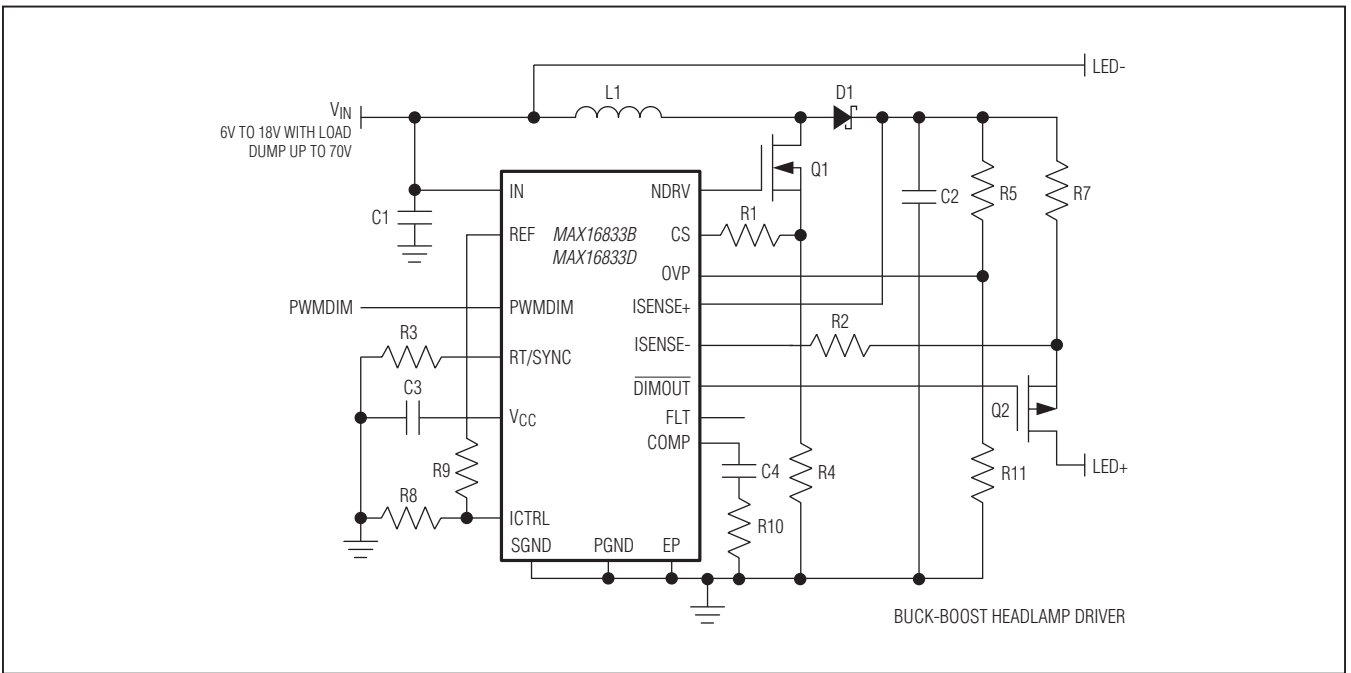 LED-
L1
D1
VIN
6V TO 18V WITH LOAD
DUMP UP TO 70V
Q1
IN
NDRV
C2
R5
R7
C1
R1
REF
MAX16833B
CS
MAX16833D
OVP
PWMDIM
PWMDIM
ISENSE+
R2
R3
ISENSE-
RT/SYNC
DIMOUT
C3
Q2
VCC
FLT
COMP
R9
C4
R4
LED+
R11
R8
ICTRL
R10
SGND
PGND
EP
BUCK-BOOST HEADLAMP DRIVER